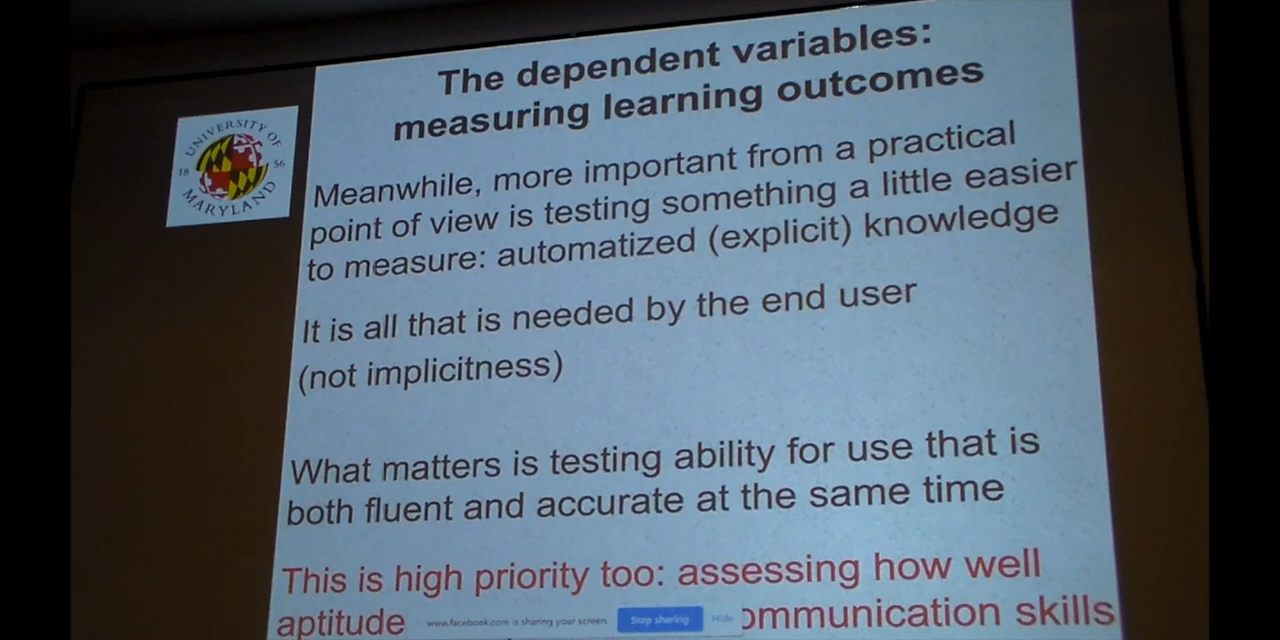 The dependent variables:
measuring learning outcomes
UNIVERSITY OF
18 56
MARYLAND
Meanwhile, more important from a practical
point of view is testing something a little easier
to measure: automatized (explicit) knowledge
It is all that is needed by the end user
(not implicitness)
What matters is testing ability for use that is
both fluent and accurate at the same time
This is high priority too: assessing how well
aptitude ommunication skills
www.facebook.com is sharing your screen. Stop sharing Hide